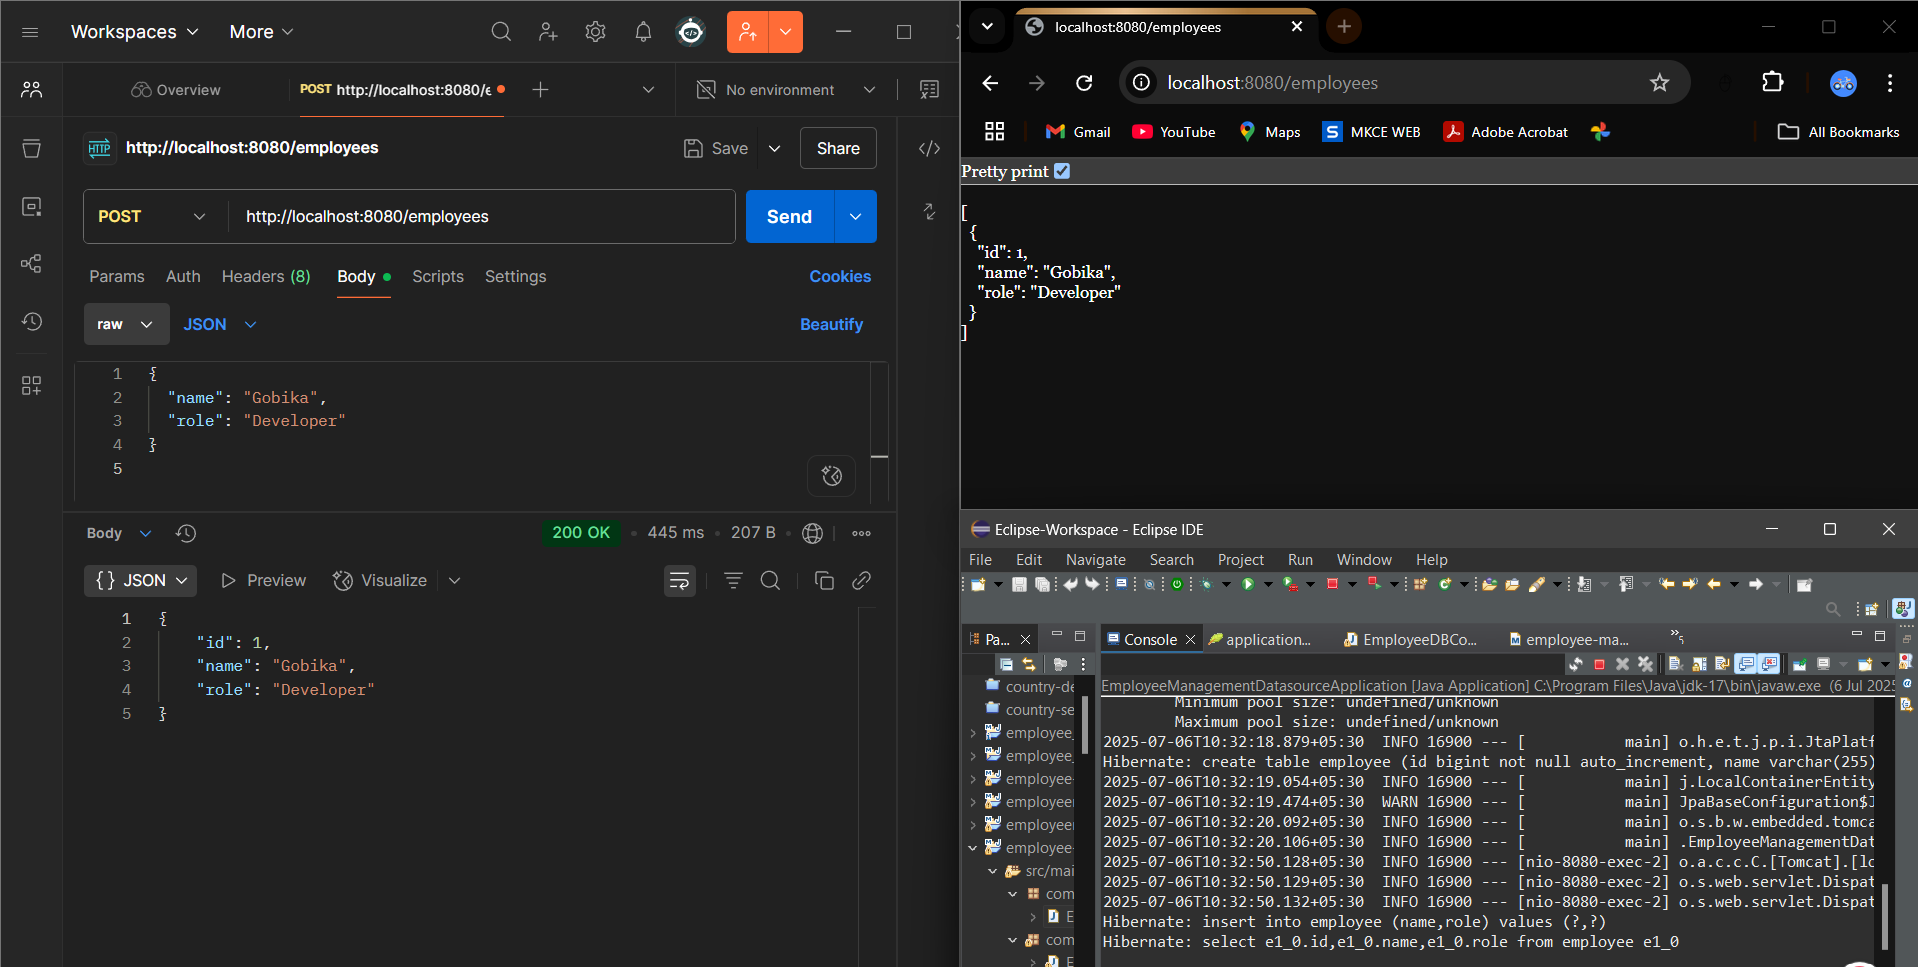 Workspaces
More
Overview
POST http://localhost:8080/e
No environment
HTTP
http://localhost:8080/employees
Save
Share
POST
http://localhost:8080/employees
Send
Params
Auth
Headers (8)
Body
Scripts
Settings
Cookies
raw
JSON
Beautify
1 {
2 "name": "Gobika",
3 "role": "Developer"
4 }
5
Body
200 OK
445 ms
207 B
{ } JSON
Preview
Visualize
1 {
2 "id": 1,
3 "name": "Gobika",
4 "role": "Developer"
5 }
localhost:8080/employees
localhost:8080/employees
Gmail
YouTube
Maps
S MKCE WEB
Adobe Acrobat
All Bookmarks
Pretty print
[
{
"id": 1,
"name": "Gobika",
"role": "Developer"
}
]
Eclipse-Workspace - Eclipse IDE
File Edit Navigate Search Project Run Window Help
Pa...
Console
application...
EmployeeDBCo...
employee-ma...
»5
country-de
country-se
employee_
employee_
employee-
employeer
employeer
employee-
src/mai
com
E
com
E
EmployeeManagementDatasourceApplication [Java Application] C:\Program Files\Java\jdk-17\bin\javaw.exe (6 Jul 2025
Minimum pool size: undefined/unknown
Maximum pool size: undefined/unknown
2025-07-06T10:32:18.879+05:30 INFO 16900 --- [ main] o.h.e.t.j.p.i.JtaPlatf
Hibernate: create table employee (id bigint not null auto_increment, name varchar(255)
2025-07-06T10:32:19.054+05:30 INFO 16900 --- [ main] j.LocalContainerEntity
2025-07-06T10:32:19.474+05:30 WARN 16900 --- [ main] JpaBaseConfiguration$J
2025-07-06T10:32:20.092+05:30 INFO 16900 --- [ main] o.s.b.w.embedded.tomca
2025-07-06T10:32:20.106+05:30 INFO 16900 --- [ main] .EmployeeManagementDat
2025-07-06T10:32:50.128+05:30 INFO 16900 --- [nio-8080-exec-2] o.a.c.c.C.[Tomcat].[lo
2025-07-06T10:32:50.129+05:30 INFO 16900 --- [nio-8080-exec-2] o.s.web.servlet.Dispat
2025-07-06T10:32:50.132+05:30 INFO 16900 --- [nio-8080-exec-2] o.s.web.servlet.Dispat
Hibernate: insert into employee (name,role) values (?,?)
Hibernate: select e1_0.id,e1_0.name,e1_0.role from employee e1_0